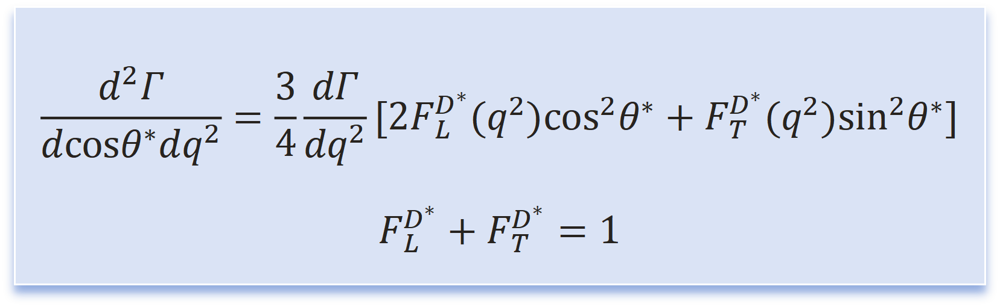 d²Γ/dcosθ*dq² = 3/4 dΓ/dq² [2F_L^{D*}(q²)cos²θ* + F_T^{D*}(q²)sin²θ*]
F_L^{D*} + F_T^{D*} = 1